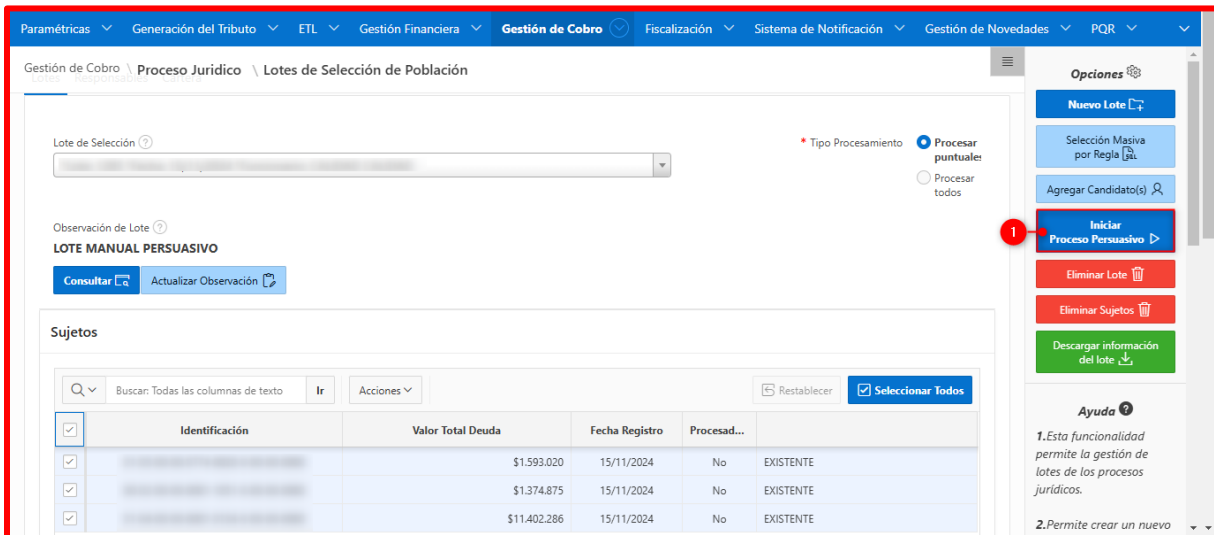 Paramétricas Generación del Tributo ETL Gestión Financiera Gestión de Cobro Fiscalización Sistema de Notificación Gestión de Novedades PQR
Gestión de Cobro \ Proceso Juridico \ Lotes de Selección de Población
Lotes Responsables Cartera
Lote de Selección ?
* Tipo Procesamiento
Procesar
puntuales
Procesar
todos
Observación de Lote ?
LOTE MANUAL PERSUASIVO
Consultar Actualizar Observación
Sujetos
Buscar: Todas las columnas de texto Ir Acciones Restablecer Seleccionar Todos
Identificación Valor Total Deuda Fecha Registro Procesad...
$1.593.020 15/11/2024 No EXISTENTE
$1.374.875 15/11/2024 No EXISTENTE
$11.402.286 15/11/2024 No EXISTENTE
Opciones
Nuevo Lote
Selección Masiva
por Regla SQL
Agregar Candidato(s)
1
Iniciar
Proceso Persuasivo
Eliminar Lote
Eliminar Sujetos
Descargar información
del lote
Ayuda ?
1.Esta funcionalidad
permite la gestión de
lotes de los procesos
jurídicos.
2.Permite crear un nuevo